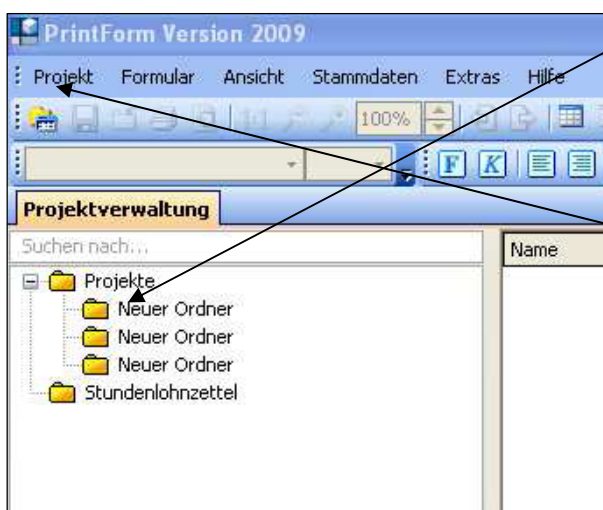 PrintForm Version 2009
Projekt Formular Ansicht Stammdaten Extras Hilfe
100%
F K
Projektverwaltung
Suchen nach...
Name
Projekte
Neuer Ordner
Neuer Ordner
Neuer Ordner
Stundenlohnzettel